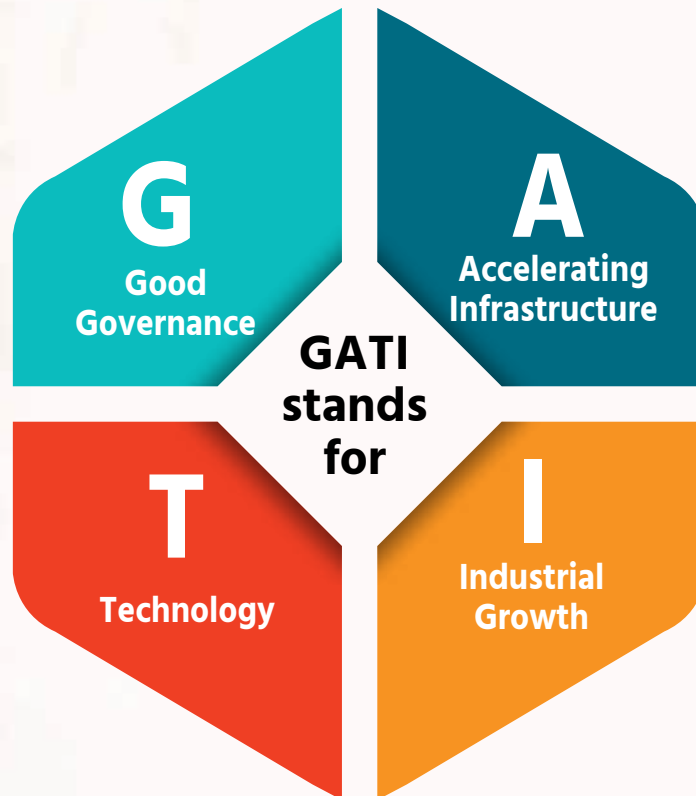 G
Good
Governance
A
Accelerating
Infrastructure
GATI
stands
for
T
Technology
I
Industrial
Growth